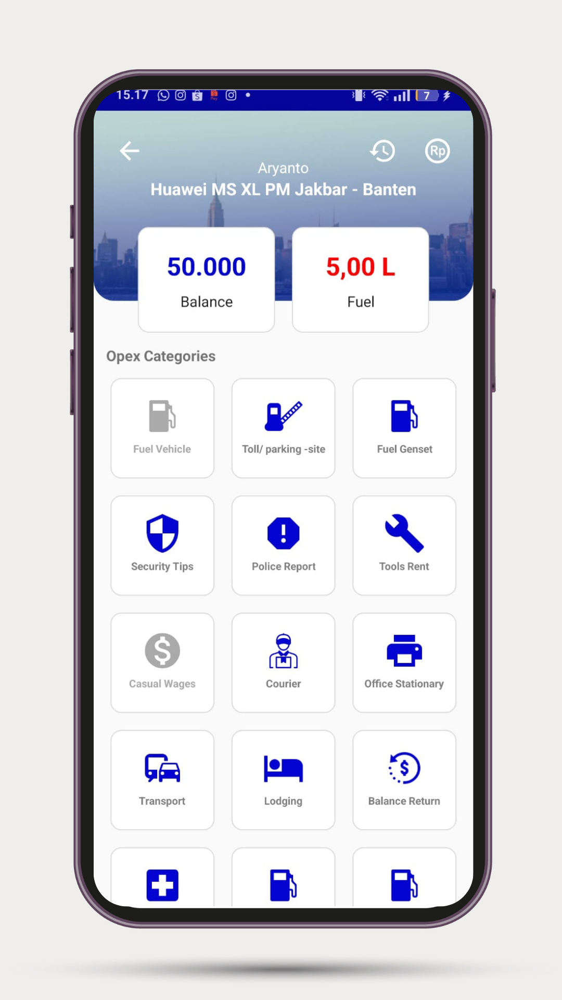 15.17
S
S
Pay
7
Rp
Aryanto
Huawei MS XL PM Jakbar - Banten
50.000
5,00 L
Balance
Fuel
Opex Categories
Fuel Vehicle
Toll/ parking -site
Fuel Genset
Security Tips
Police Report
Tools Rent
Casual Wages
Courier
Office Stationary
Transport
Lodging
Balance Return